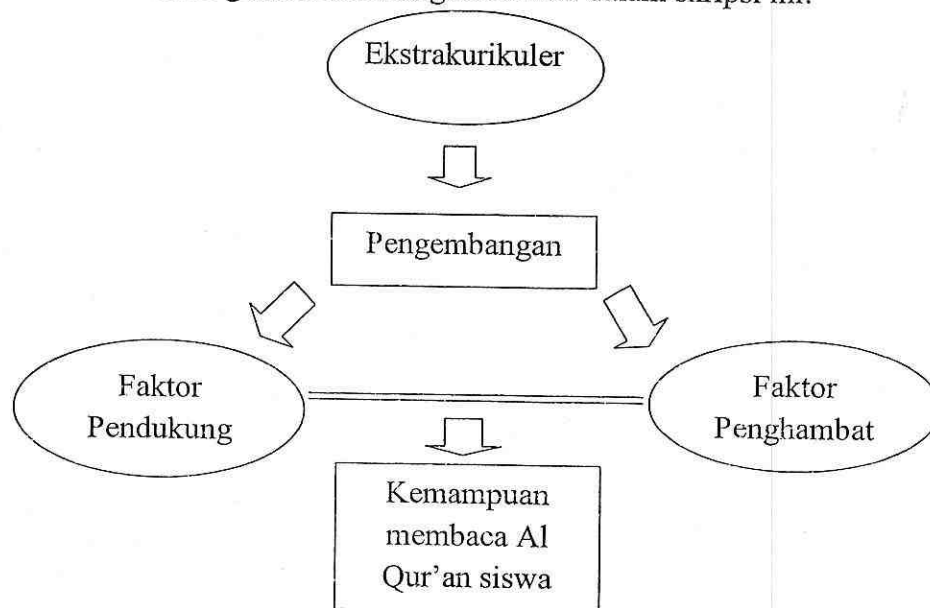 dalam skripsi ini.
Ekstrakurikuler
Pengembangan
Faktor
Pendukung
Faktor
Penghambat
Kemampuan
membaca Al
Qur'an siswa